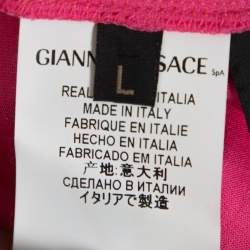 GIANN SACE SpA
L
REAL ITALIA
MADE IN ITALY
FABRIQUE EN ITALIE
HECHO EN ITALIA
FABRICADO EM ITALIA
产地:意大利
СДЕЛАНО В ИТАЛИИ
イタリアで製造